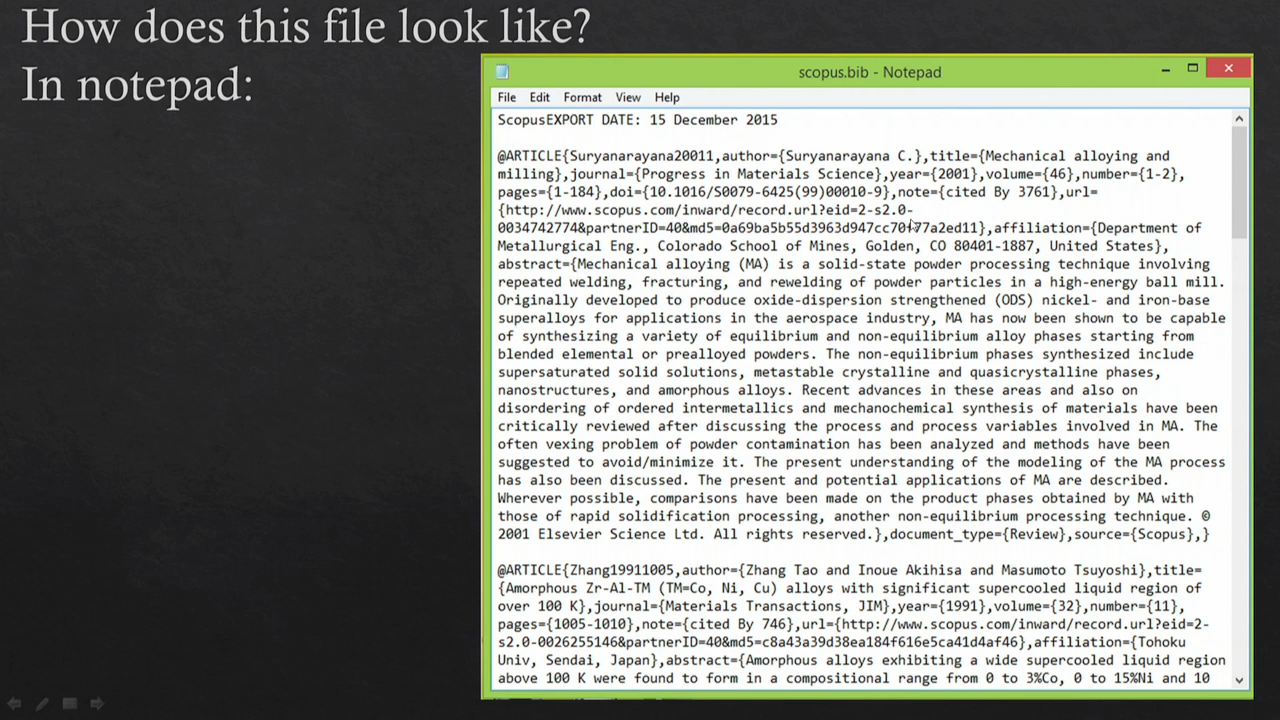 How does this file look like?
In notepad:
scopus.bib - Notepad
File Edit Format View Help
ScopusEXPORT DATE: 15 December 2015
@ARTICLE{Suryanarayana20011,author={Suryanarayana C.},title={Mechanical alloying and
milling},journal={Progress in Materials Science},year={2001},volume={46},number={1-2},
pages={1-184},doi={10.1016/S0079-6425(99)00010-9},note={cited By 3761},url=
{http://www.scopus.com/inward/record.url?eid=2-s2.0-
0034742774&partnerID=40&md5=0a69ba5b55d3963d947cc70f77a2ed11},affiliation={Department of
Metallurgical Eng., Colorado School of Mines, Golden, CO 80401-1887, United States},
abstract={Mechanical alloying (MA) is a solid-state powder processing technique involving
repeated welding, fracturing, and rewelding of powder particles in a high-energy ball mill.
Originally developed to produce oxide-dispersion strengthened (ODS) nickel- and iron-base
superalloys for applications in the aerospace industry, MA has now been shown to be capable
of synthesizing a variety of equilibrium and non-equilibrium alloy phases starting from
blended elemental or prealloyed powders. The non-equilibrium phases synthesized include
supersaturated solid solutions, metastable crystalline and quasicrystalline phases,
nanostructures, and amorphous alloys. Recent advances in these areas and also on
disordering of ordered intermetallics and mechanochemical synthesis of materials have been
critically reviewed after discussing the process and process variables involved in MA. The
often vexing problem of powder contamination has been analyzed and methods have been
suggested to avoid/minimize it. The present understanding of the modeling of the MA process
has also been discussed. The present and potential applications of MA are described.
Wherever possible, comparisons have been made on the product phases obtained by MA with
those of rapid solidification processing, another non-equilibrium processing technique. ©
2001 Elsevier Science Ltd. All rights reserved.},document_type={Review},source={Scopus},}
@ARTICLE{Zhang19911005,author={Zhang Tao and Inoue Akihisa and Masumoto Tsuyoshi},title=
{Amorphous Zr-Al-TM (TM=Co, Ni, Cu) alloys with significant supercooled liquid region of
over 100 K},journal={Materials Transactions, JIM},year={1991},volume={32},number={11},
pages={1005-1010},note={cited By 746},url={http://www.scopus.com/inward/record.url?eid=2-
s2.0-0026255146&partnerID=40&md5=c8a43a39d38ea184f616e5ca41d4af46},affiliation={Tohoku
Univ, Sendai, Japan},abstract={Amorphous alloys exhibiting a wide supercooled liquid region
above 100 K were found to form in a compositional range from 0 to 3%Co, 0 to 15%Ni and 10